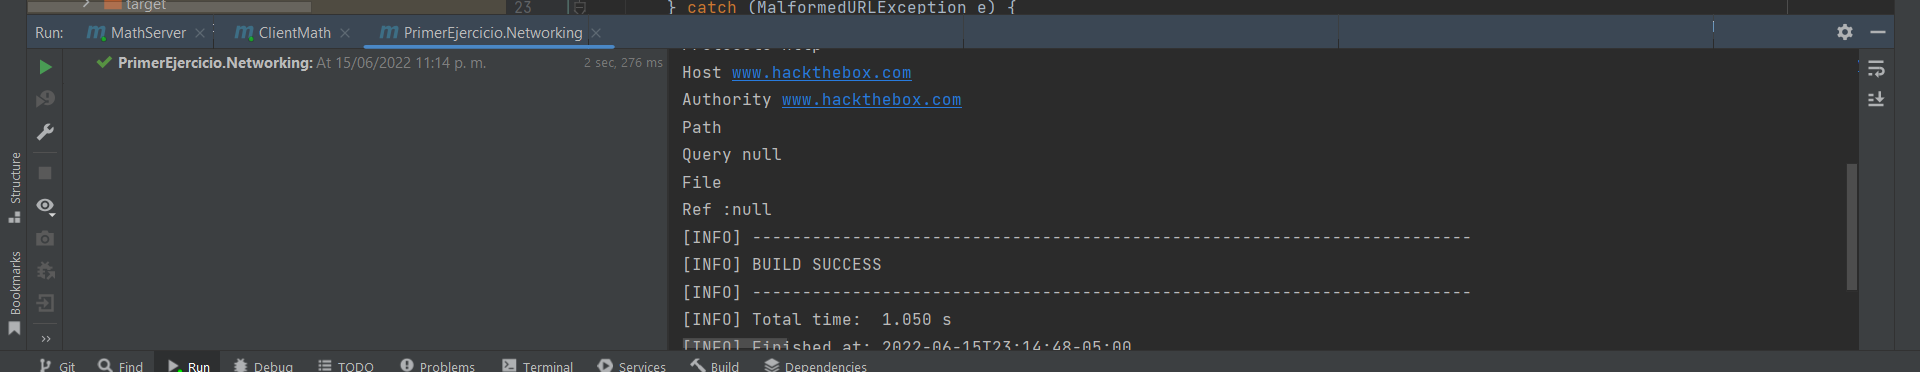 target
23 } catch (MalformedURLException e) {
Run: MathServer ClientMath PrimerEjercicio.Networking
PrimerEjercicio.Networking: At 15/06/2022 11:14 p. m. 2 sec, 276 ms
Host www.hackthebox.com
Authority www.hackthebox.com
Path
Query null
File
Ref :null
[INFO] ------------------------------------------------------------------------
[INFO] BUILD SUCCESS
[INFO] ------------------------------------------------------------------------
[INFO] Total time:  1.050 s
[INFO] Finished at: 2022-06-15T23:14:48-05:00
Structure
Bookmarks
Git Find Run Debug TODO Problems Terminal Services Build Dependencies